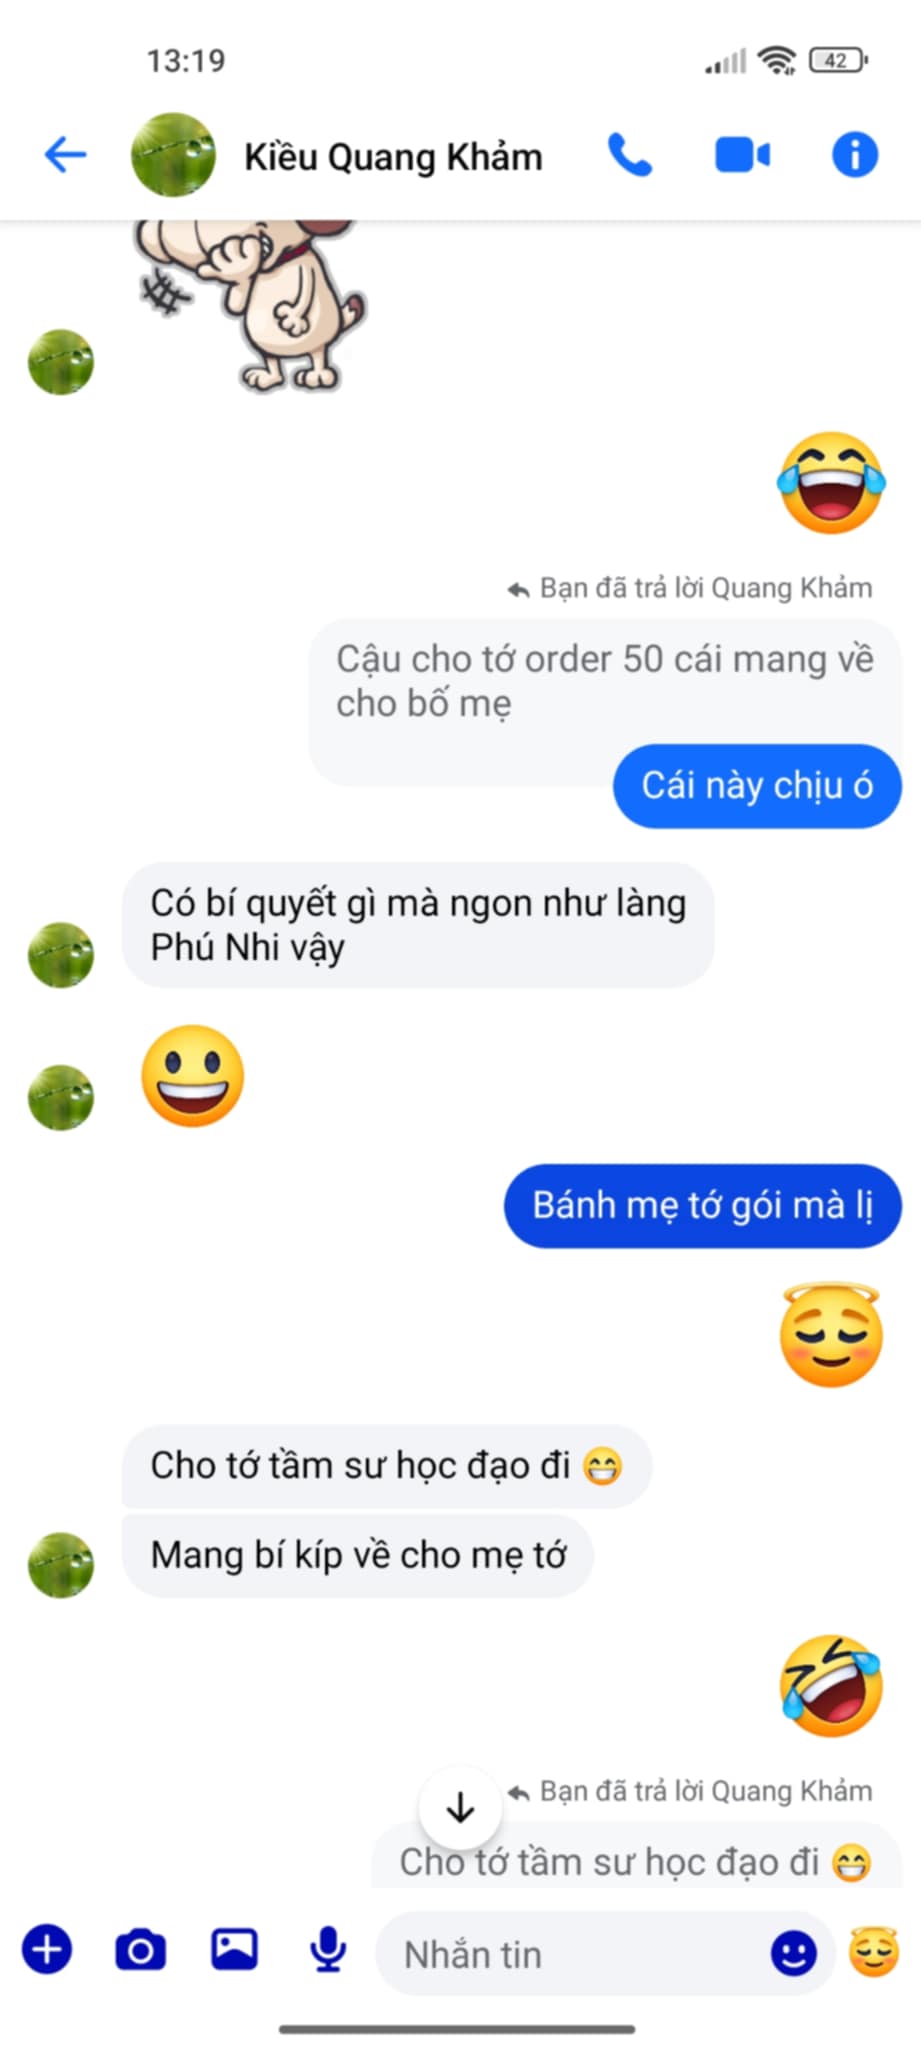 13:19
42
Kiều Quang Khảm
Bạn đã trả lời Quang Khảm
Cậu cho tớ order 50 cái mang về
cho bố mẹ
Cái này chịu ó
Có bí quyết gì mà ngon như làng
Phú Nhi vậy
Bánh mẹ tớ gói mà lị
Cho tớ tầm sư học đạo đi 😁
Mang bí kíp về cho mẹ tớ
Bạn đã trả lời Quang Khảm
Cho tớ tầm sư học đạo đi 😁
Nhắn tin